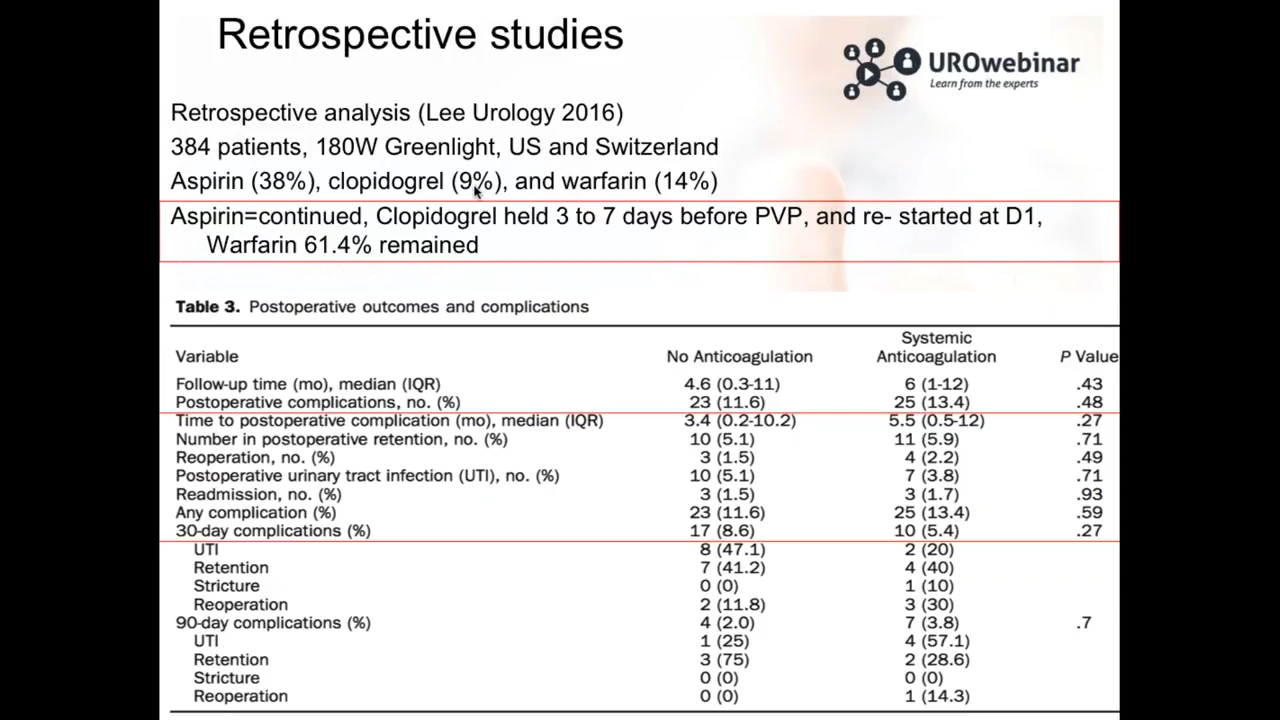 Retrospective studies
UROwebinar
Learn from the experts
Retrospective analysis (Lee Urology 2016)
384 patients, 180W Greenlight, US and Switzerland
Aspirin (38%), clopidogrel (9%), and warfarin (14%)
Aspirin=continued, Clopidogrel held 3 to 7 days before PVP, and re- started at D1,
Warfarin 61.4% remained
Table 3. Postoperative outcomes and complications
Systemic
Variable No Anticoagulation Anticoagulation P Value
Follow-up time (mo), median (IQR) 4.6 (0.3-11) 6 (1-12) .43
Postoperative complications, no. (%) 23 (11.6) 25 (13.4) .48
Time to postoperative complication (mo), median (IQR) 3.4 (0.2-10.2) 5.5 (0.5-12) .27
Number in postoperative retention, no. (%) 10 (5.1) 11 (5.9) .71
Reoperation, no. (%) 3 (1.5) 4 (2.2) .49
Postoperative urinary tract infection (UTI), no. (%) 10 (5.1) 7 (3.8) .71
Readmission, no. (%) 3 (1.5) 3 (1.7) .93
Any complication (%) 23 (11.6) 25 (13.4) .59
30-day complications (%) 17 (8.6) 10 (5.4) .27
UTI 8 (47.1) 2 (20)
Retention 7 (41.2) 4 (40)
Stricture 0 (0) 1 (10)
Reoperation 2 (11.8) 3 (30)
90-day complications (%) 4 (2.0) 7 (3.8) .7
UTI 1 (25) 4 (57.1)
Retention 3 (75) 2 (28.6)
Stricture 0 (0) 0 (0)
Reoperation 0 (0) 1 (14.3)